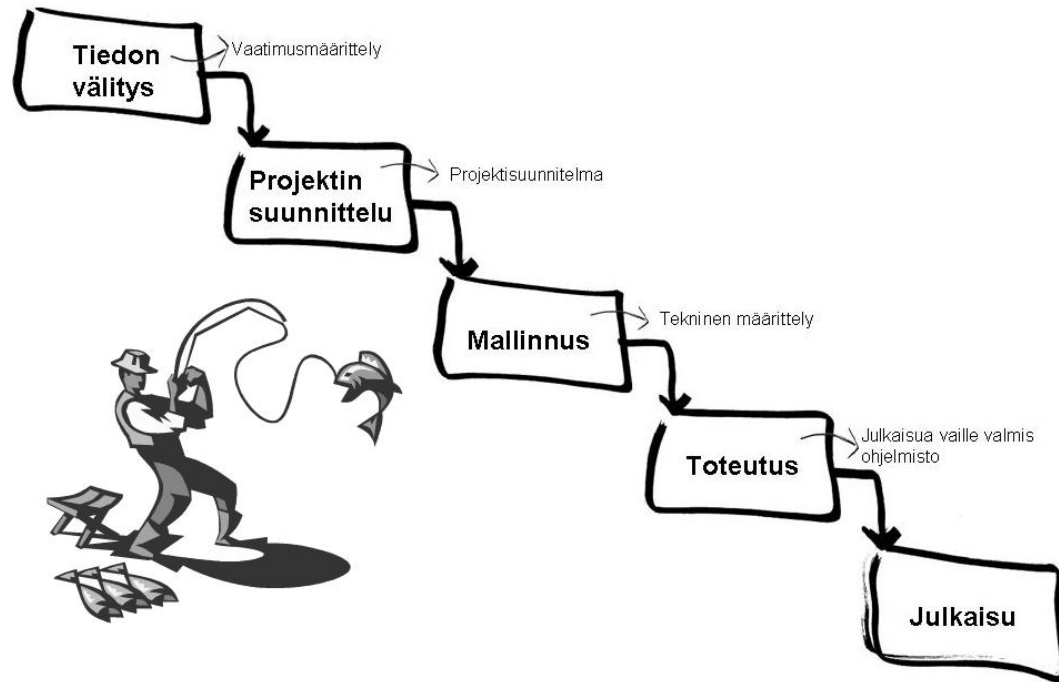 Tiedon
välitys
Vaatimusmäärittely
Projektin
suunnittelu
Projektisuunnitelma
Mallinnus
Tekninen määrittely
Toteutus
Julkaisua vaille valmis
ohjelmisto
Julkaisu